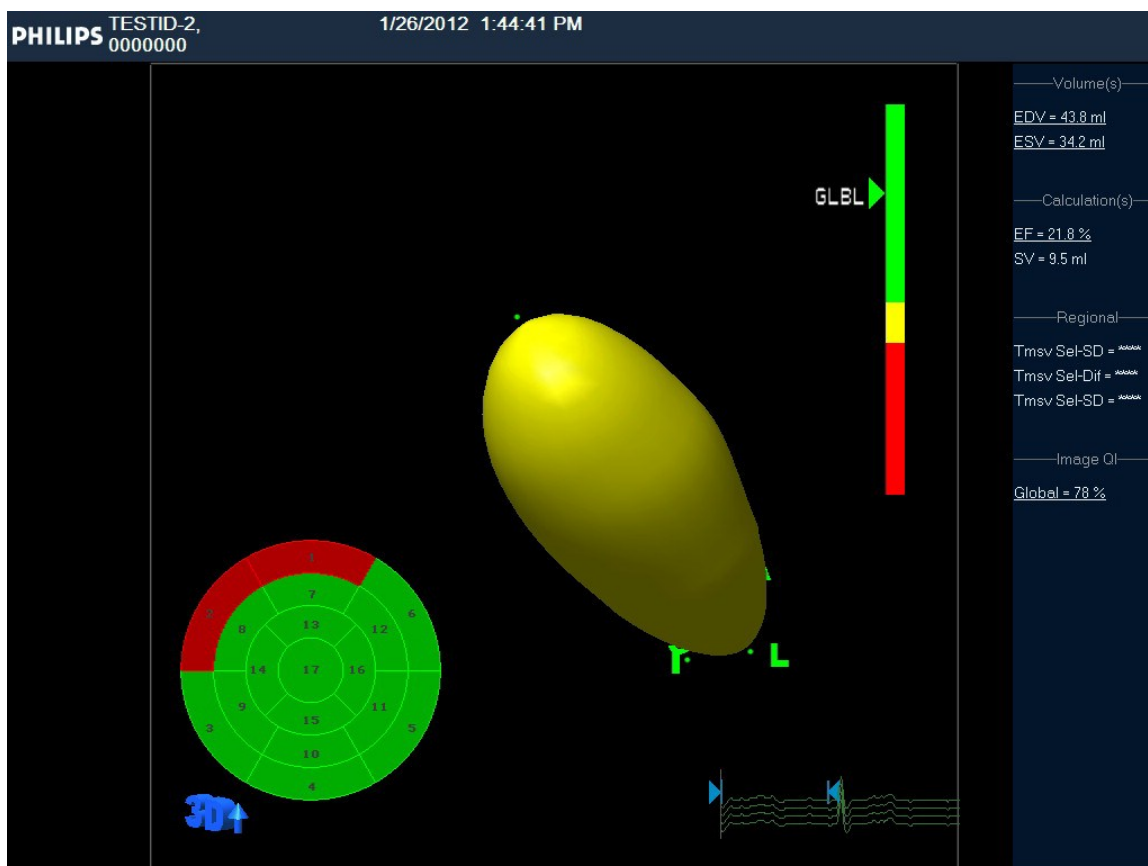 PHILIPS TESTID-2, 1/26/2012 1:44:41 PM
0000000
Volume(s)
EDV = 43.8 ml
ESV = 34.2 ml
GLBL
Calculation(s)
EF = 21.8 %
SV = 9.5 ml
Regional
Tmsv Sel-SD = ****
Tmsv Sel-Dif = ****
Tmsv Sel-SD = ****
Image QI
Global = 78 %
1
2
7
6
8
13
12
14
17
16
9
11
3
15
5
10
4
L
3D